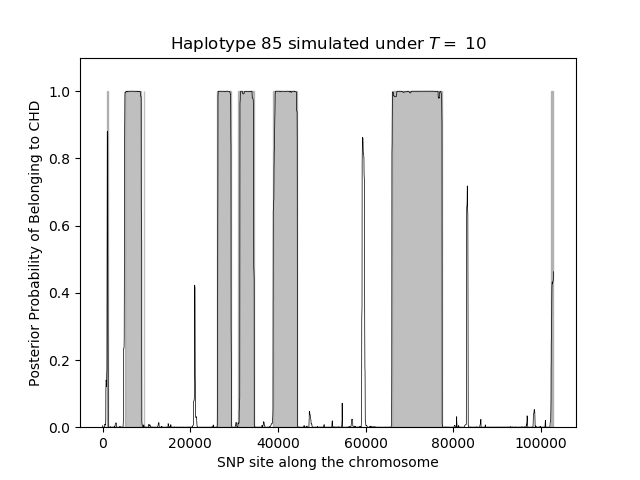 Haplotype 85 simulated under T = 10
Posterior Probability of Belonging to CHD
1.0
0.8
0.6
0.4
0.2
0.0
0 20000 40000 60000 80000 100000
SNP site along the chromosome